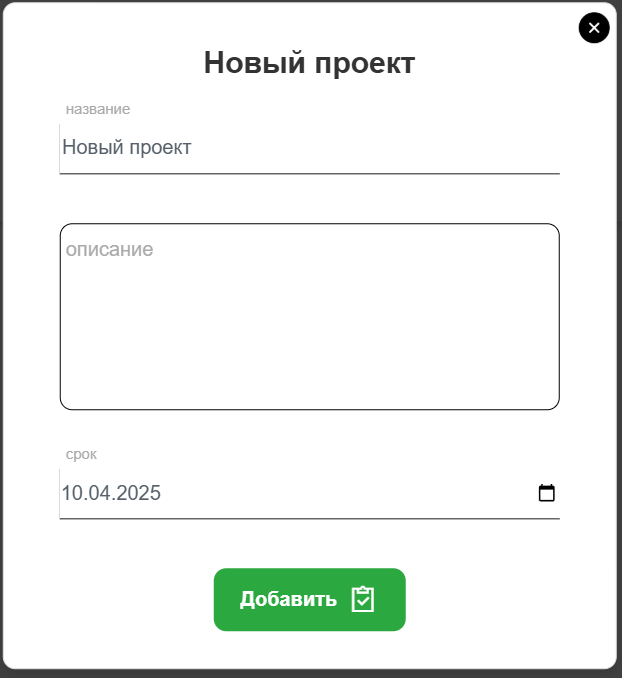 Новый проект
название
Новый проект
описание
срок
10.04.2025
Добавить